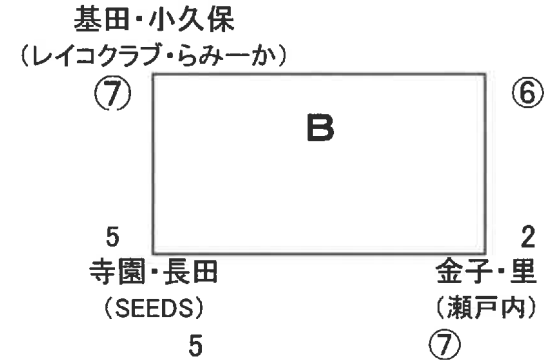 基田・小久保
（レイコクラブ・らみーか）
⑦ ⑥
B
5 2
寺園・長田 金子・里
（SEEDS） （瀬戸内）
5 ⑦